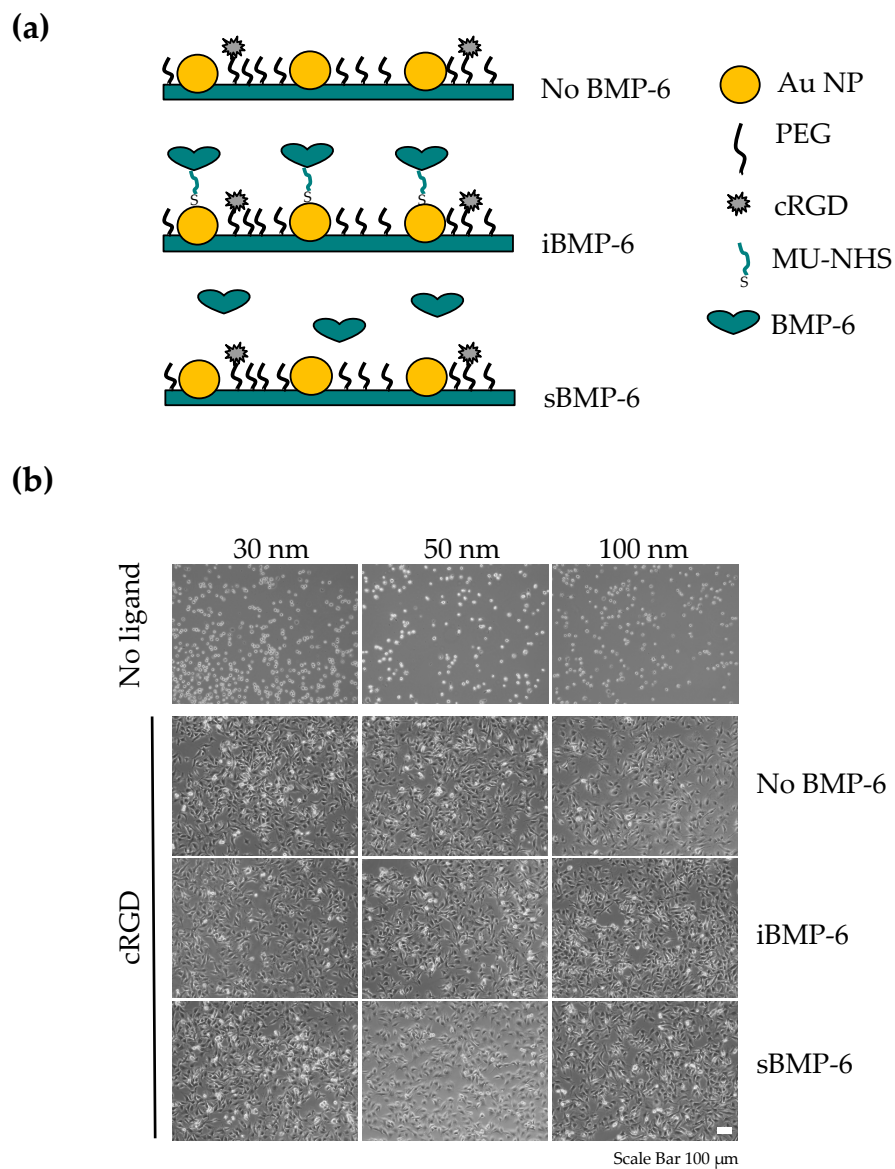 (a)
No BMP-6
S
S
S
iBMP-6
sBMP-6
Au NP
PEG
cRGD
MU-NHS
S
BMP-6
(b)
30 nm
50 nm
100 nm
No ligand
cRGD
No BMP-6
iBMP-6
sBMP-6
Scale Bar 100 µm